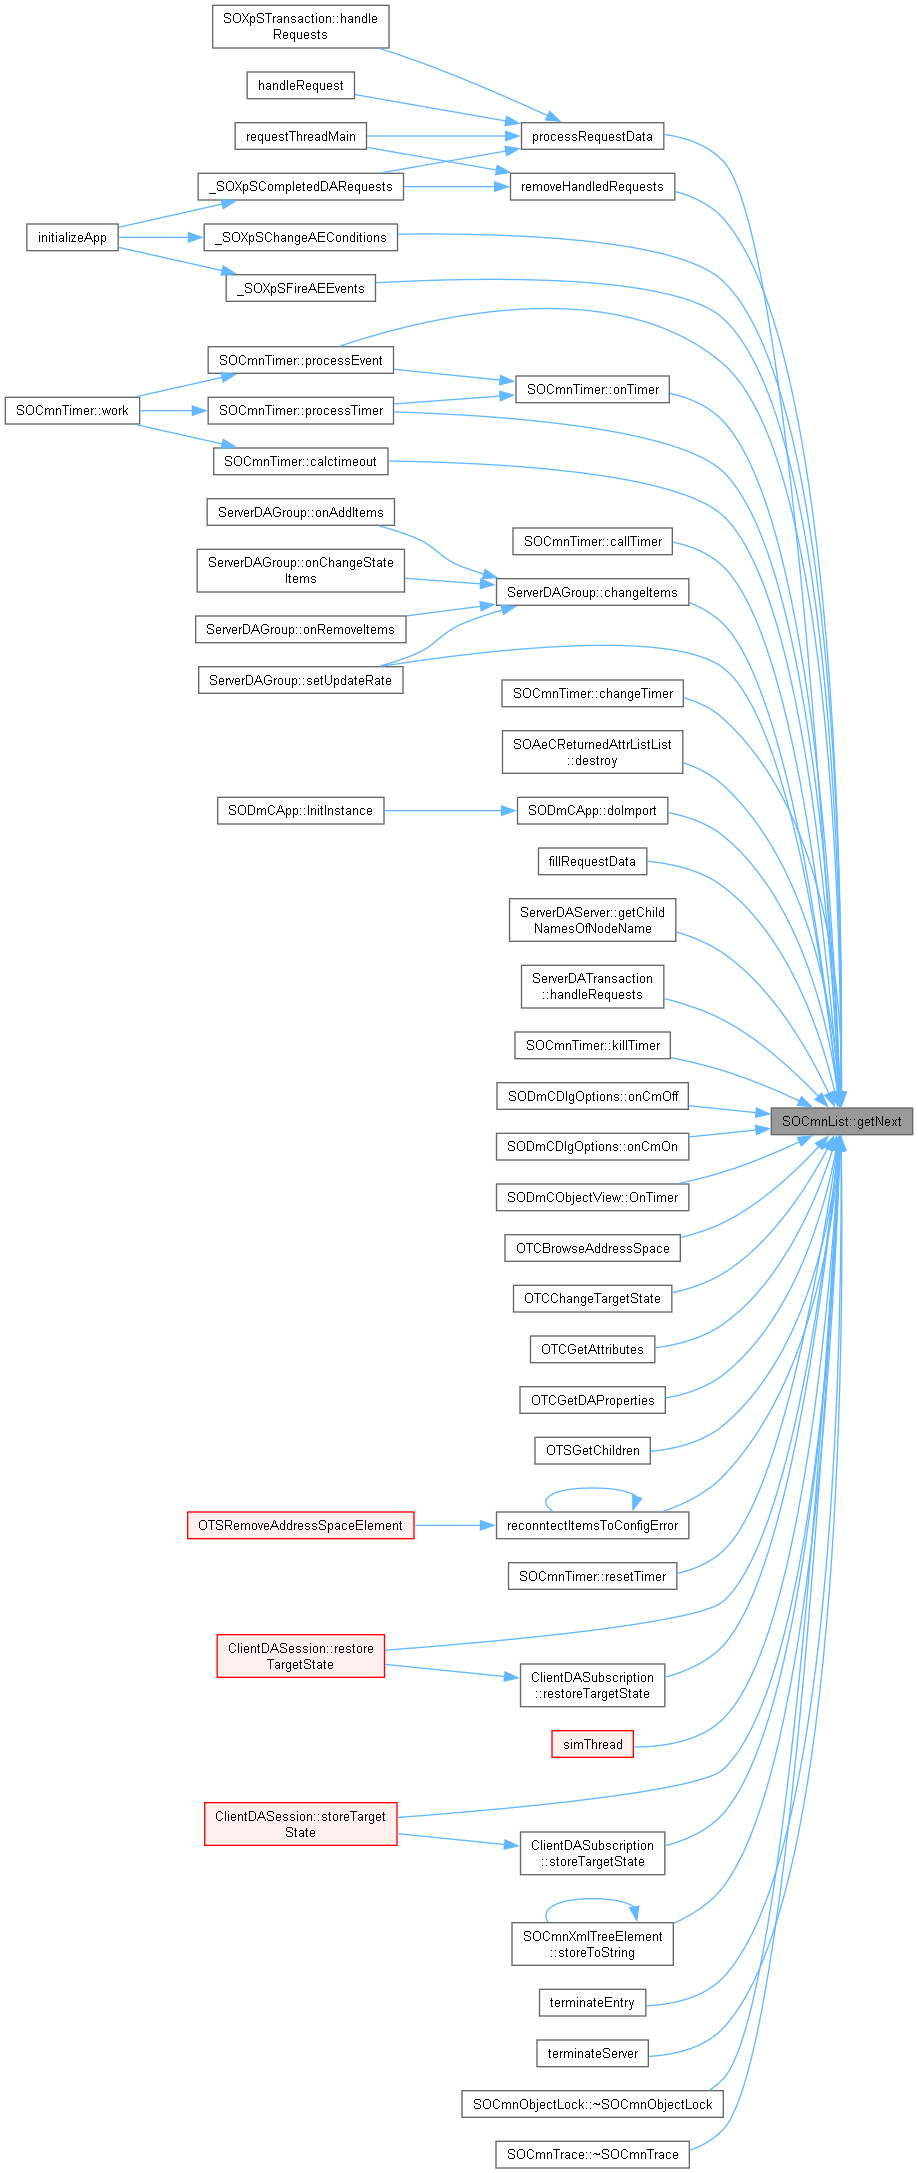 SOXpSTransaction::handle
Requests
handleRequest
requestThreadMain
processRequestData
_SOXpSCompletedDARequests
removeHandledRequests
initializeApp
_SOXpSChangeAEConditions
_SOXpSFireAEEvents
SOCmnTimer::processEvent
SOCmnTimer::onTimer
SOCmnTimer::work
SOCmnTimer::processTimer
SOCmnTimer::calctimeout
ServerDAGroup::onAddItems
SOCmnTimer::callTimer
ServerDAGroup::onChangeState
Items
ServerDAGroup::changeItems
ServerDAGroup::onRemoveItems
ServerDAGroup::setUpdateRate
SOCmnTimer::changeTimer
SOAeCReturnedAttrListList
::destroy
SODmCApp::InitInstance
SODmCApp::doImport
fillRequestData
ServerDAServer::getChild
NamesOfNodeName
ServerDATransaction
::handleRequests
SOCmnTimer::killTimer
SODmCDlgOptions::onCmOff
SOCmnList::getNext
SODmCDlgOptions::onCmOn
SODmCObjectView::OnTimer
OTCBrowseAddressSpace
OTCChangeTargetState
OTCGetAttributes
OTCGetDAProperties
OTSGetChildren
OTSRemoveAddressSpaceElement
reconntectItemsToConfigError
SOCmnTimer::resetTimer
ClientDASession::restore
TargetState
ClientDASubscription
::restoreTargetState
simThread
ClientDASession::storeTarget
State
ClientDASubscription
::storeTargetState
SOCmnXmlTreeElement
::storeToString
terminateEntry
terminateServer
SOCmnObjectLock::~SOCmnObjectLock
SOCmnTrace::~SOCmnTrace